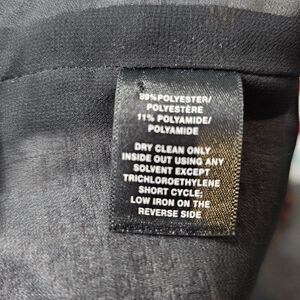 89%POLYESTER/
POLYESTÈRE
11% POLYAMIDE/
POLYAMIDE
DRY CLEAN ONLY
INSIDE OUT USING ANY
SOLVENT EXCEPT
TRICHLOROETHYLENE
SHORT CYCLE;
LOW IRON ON THE
REVERSE SIDE